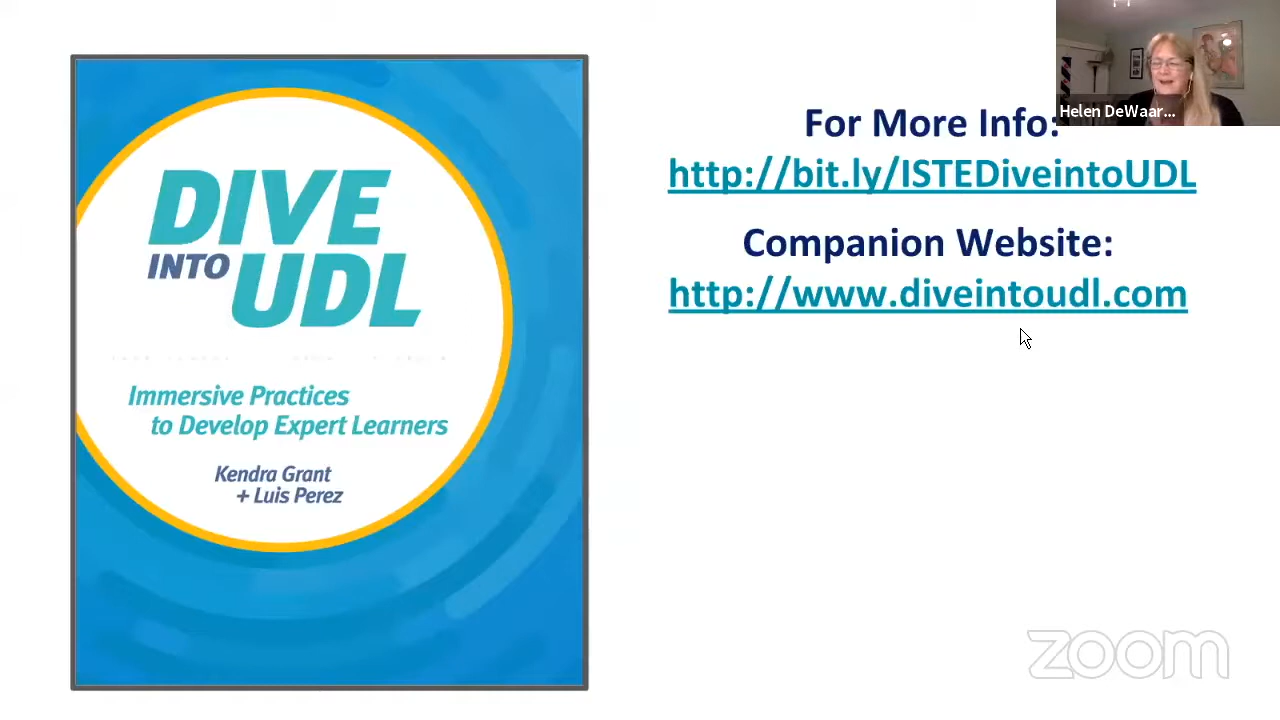 DIVE
INTO UDL
Immersive Practices
to Develop Expert Learners
Kendra Grant
+ Luis Perez
For More Info:
http://bit.ly/ISTEDiveintoUDL
Companion Website:
http://www.diveintoudl.com
Helen DeWaar...
zoom